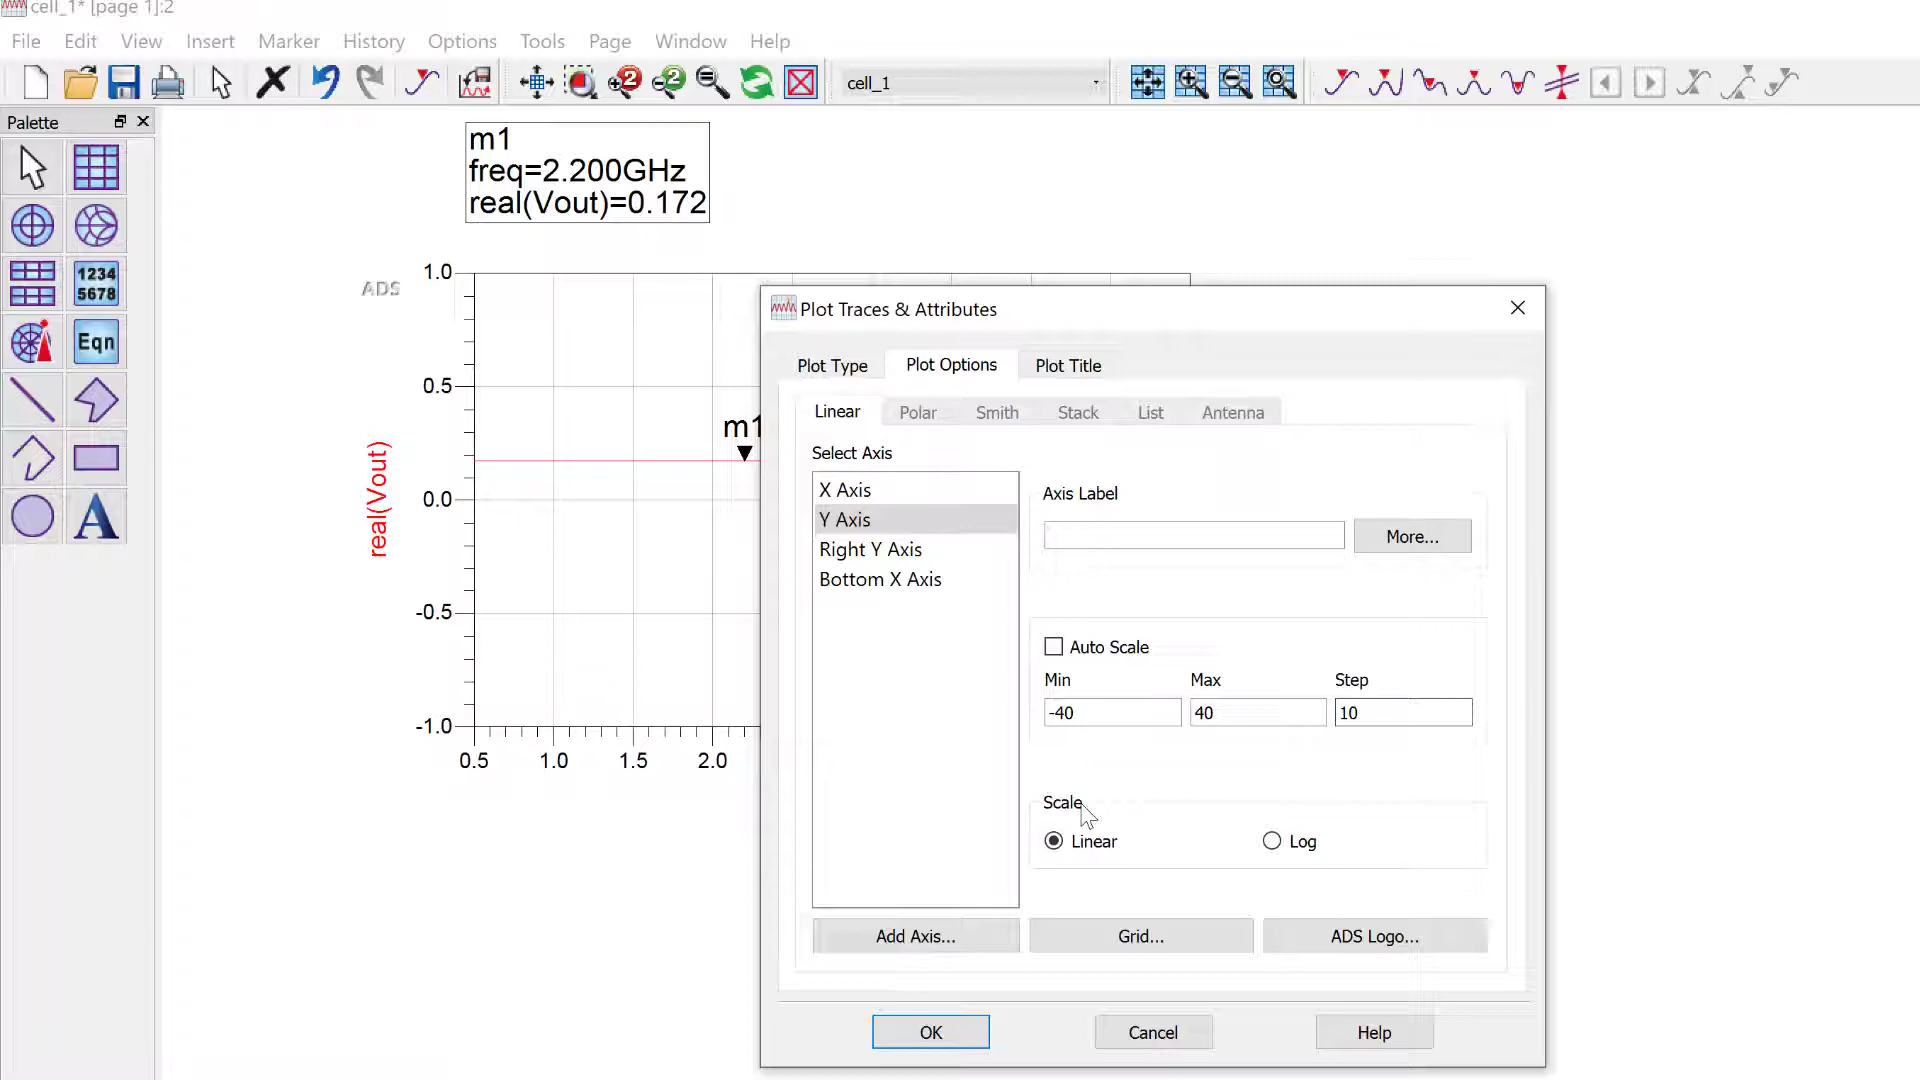 cell_1* [page 1]:2
File Edit View Insert Marker History Options Tools Page Window Help
2 2 cell_1
Palette
m1
freq=2.200GHz
real(Vout)=0.172
1234
5678
Eqn
A
ADS
1.0
0.5
0.0
-0.5
-1.0
real(Vout)
m1
0.5 1.0 1.5 2.0
Plot Traces & Attributes
Plot Type Plot Options Plot Title
Linear Polar Smith Stack List Antenna
Select Axis
X Axis
Y Axis
Right Y Axis
Bottom X Axis
Axis Label
More...
Auto Scale
Min Max Step
-40 40 10
Scale
Linear Log
Add Axis... Grid... ADS Logo...
OK Cancel Help